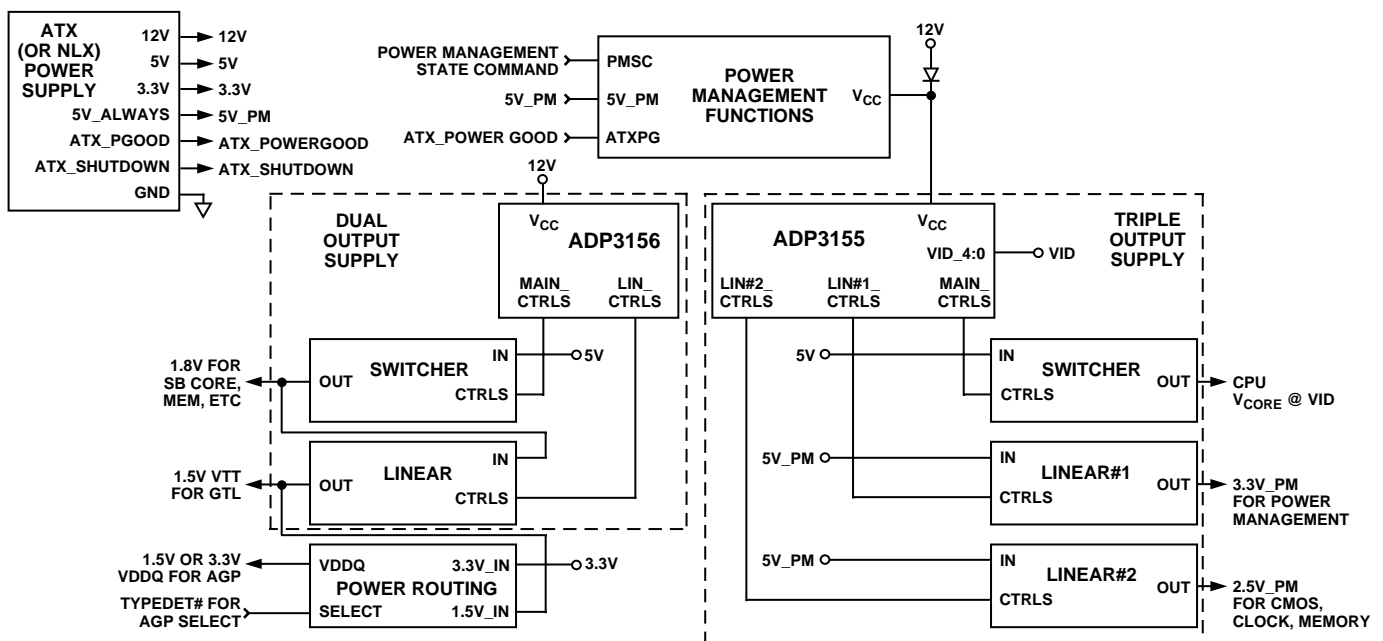 ATX
(OR NLX)
POWER
SUPPLY
12V
12V
5V
5V
3.3V
3.3V
5V_ALWAYS
5V_PM
ATX_PGOOD
ATX_POWERGOOD
ATX_SHUTDOWN
ATX_SHUTDOWN
GND
POWER MANAGEMENT
STATE COMMAND
PMSC
5V_PM
5V_PM
ATX_POWER GOOD
ATXPG
POWER
MANAGEMENT
FUNCTIONS
VCC
12V
12V
DUAL
OUTPUT
SUPPLY
VCC
ADP3156
MAIN_
CTRLS
LIN_
CTRLS
SWITCHER
IN
5V
OUT
CTRLS
1.8V FOR
SB CORE,
MEM, ETC
LINEAR
IN
OUT
CTRLS
1.5V VTT
FOR GTL
1.5V OR 3.3V
VDDQ FOR AGP
VDDQ
3.3V_IN
3.3V
POWER ROUTING
TYPEDET# FOR
AGP SELECT
SELECT
1.5V_IN
TRIPLE
OUTPUT
SUPPLY
VCC
ADP3155
VID_4:0
VID
LIN#2_
CTRLS
LIN#1_
CTRLS
MAIN_
CTRLS
5V
IN
SWITCHER
OUT
CTRLS
CPU
VCORE @ VID
5V_PM
IN
LINEAR#1
OUT
CTRLS
3.3V_PM
FOR POWER
MANAGEMENT
5V_PM
IN
LINEAR#2
OUT
CTRLS
2.5V_PM
FOR CMOS,
CLOCK, MEMORY